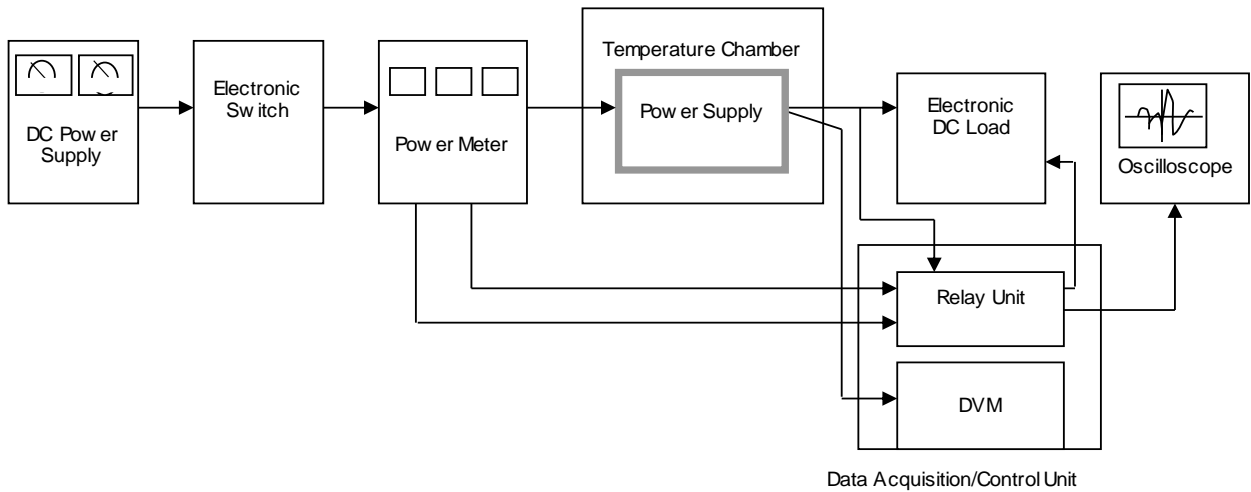 DC Power
Supply
Electronic
Switch
Power Meter
Temperature Chamber
Power Supply
Electronic
DC Load
Oscilloscope
Relay Unit
DVM
Data Acquisition/Control Unit